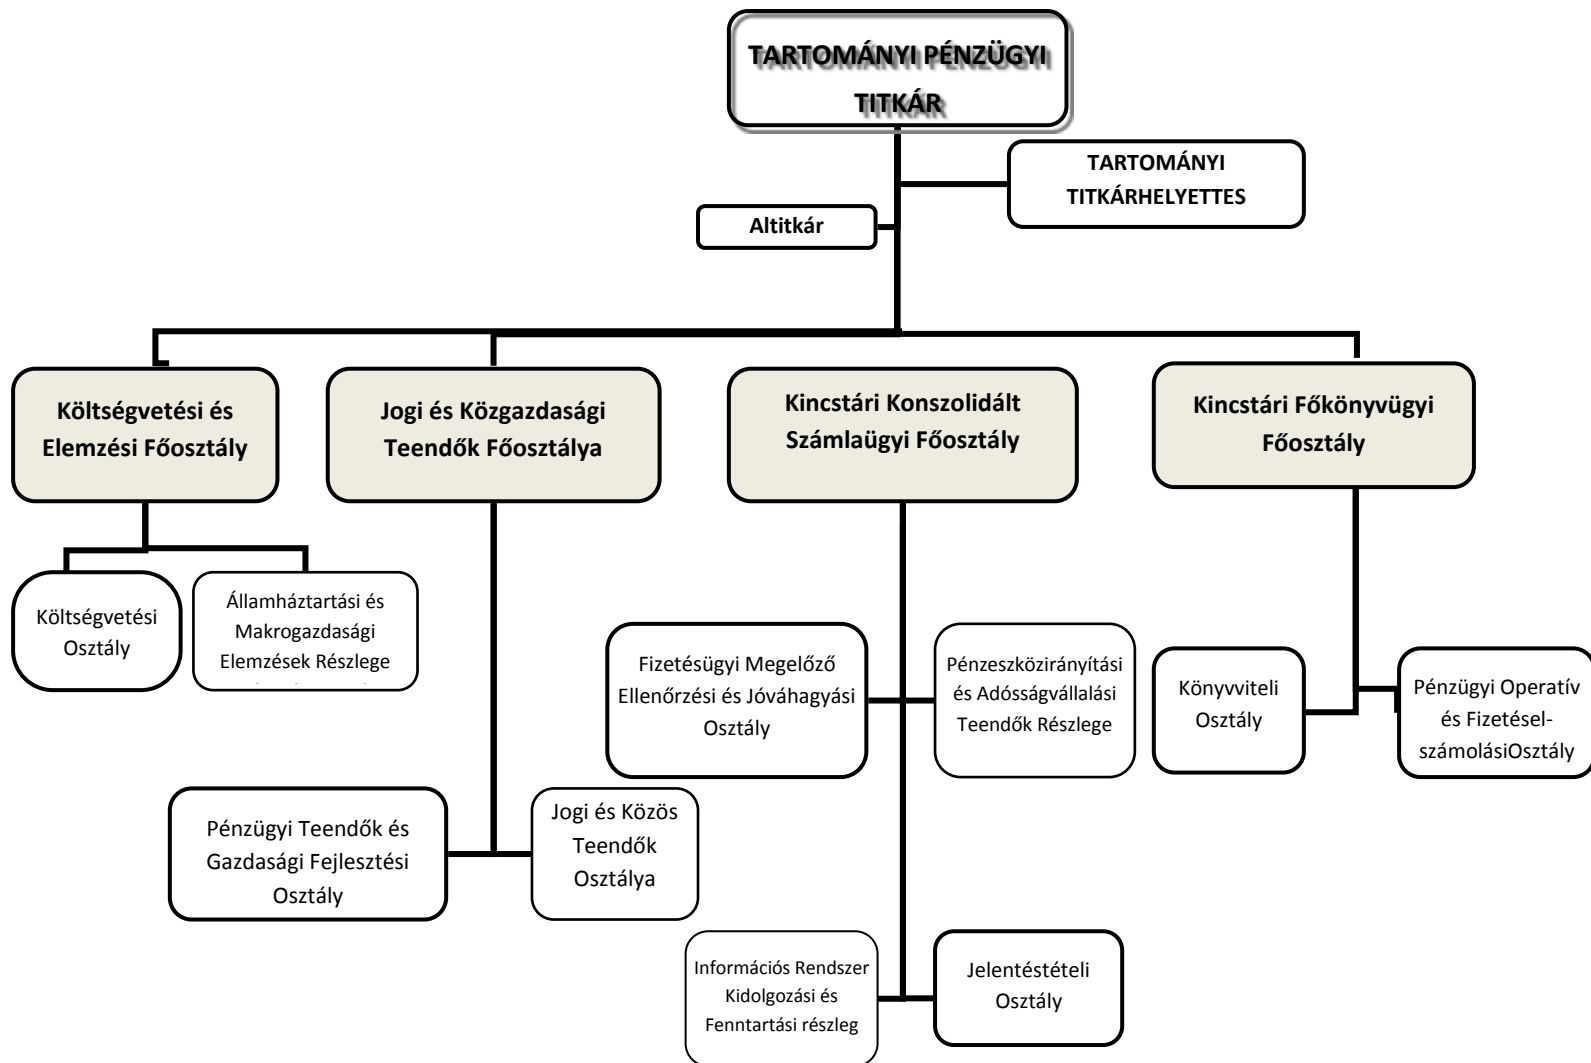 TARTOMÁNYI PÉNZÜGYI
TITKÁR
TARTOMÁNYI
TITKÁRHELYETTES
Altitkár
Költségvetési és
Elemzési Főosztály
Jogi és Közgazdasági
Teendők Főosztálya
Kincstári Konszolidált
Számlaügyi Főosztály
Kincstári Főkönyvügyi
Főosztály
Költségvetési
Osztály
Államháztartási és
Makrogazdasági
Elemzések Részlege
Fizetésügyi Megelőző
Ellenőrzési és Jóváhagyási
Osztály
Pénzeszközirányítási
és Adósságvállalási
Teendők Részlege
Könyvviteli
Osztály
Pénzügyi Operatív
és Fizetésel-
számolásiOsztály
Pénzügyi Teendők és
Gazdasági Fejlesztési
Osztály
Jogi és Közös
Teendők
Osztálya
Információs Rendszer
Kidolgozási és
Fenntartási részleg
Jelentéstételi
Osztály